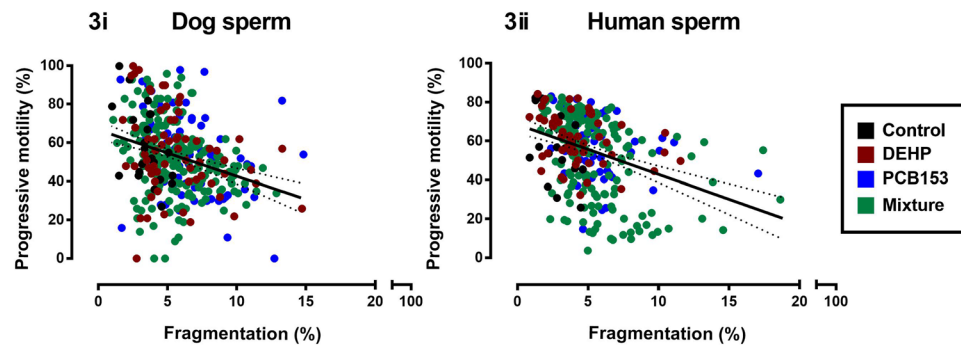 3i Dog sperm
3ii Human sperm
Progressive motility (%)
100
80
60
40
20
0
0 5 10 15 20 100
Fragmentation (%)
Progressive motility (%)
100
80
60
40
20
0
0 5 10 15 20 100
Fragmentation (%)
Control
DEHP
PCB153
Mixture